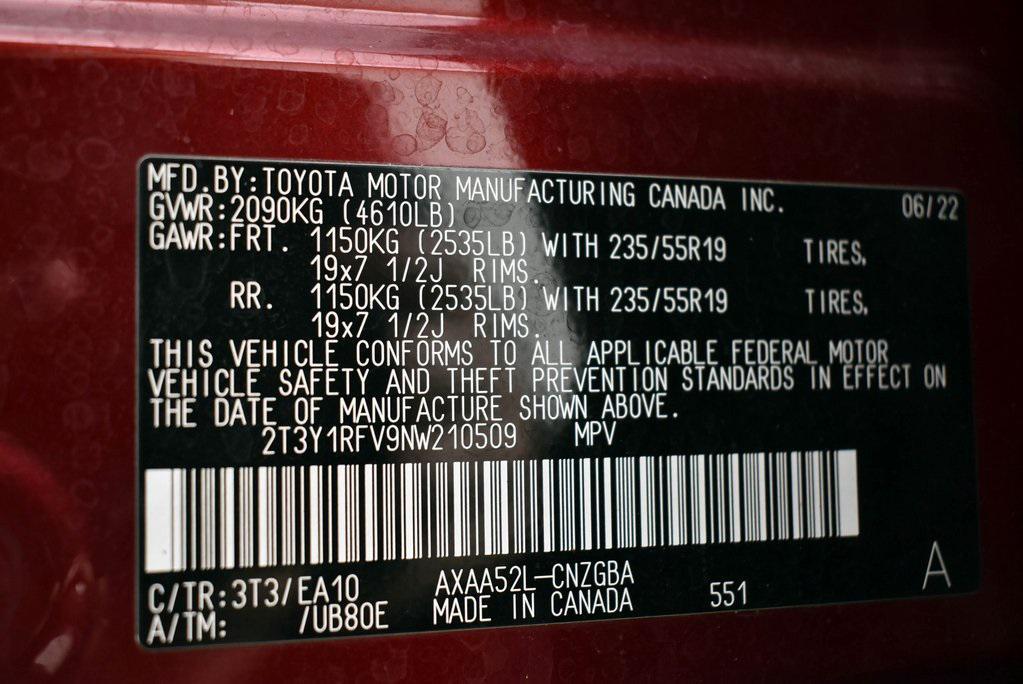 MFD.BY:TOYOTA MOTOR MANUFACTURING CANADA INC. 06/22
GVWR:2090KG (4610LB)
GAWR:FRT. 1150KG (2535LB) WITH 235/55R19 TIRES,
19x7 1/2J RIMS.
RR. 1150KG (2535LB) WITH 235/55R19 TIRES,
19x7 1/2J RIMS.
THIS VEHICLE CONFORMS TO ALL APPLICABLE FEDERAL MOTOR
VEHICLE SAFETY AND THEFT PREVENTION STANDARDS IN EFFECT ON
THE DATE OF MANUFACTURE SHOWN ABOVE.
2T3Y1RFV9NW210509 MPV
C/TR:3T3/EA10 AXAA52L-CNZGBA
A/TM: /UB80E MADE IN CANADA 551 A